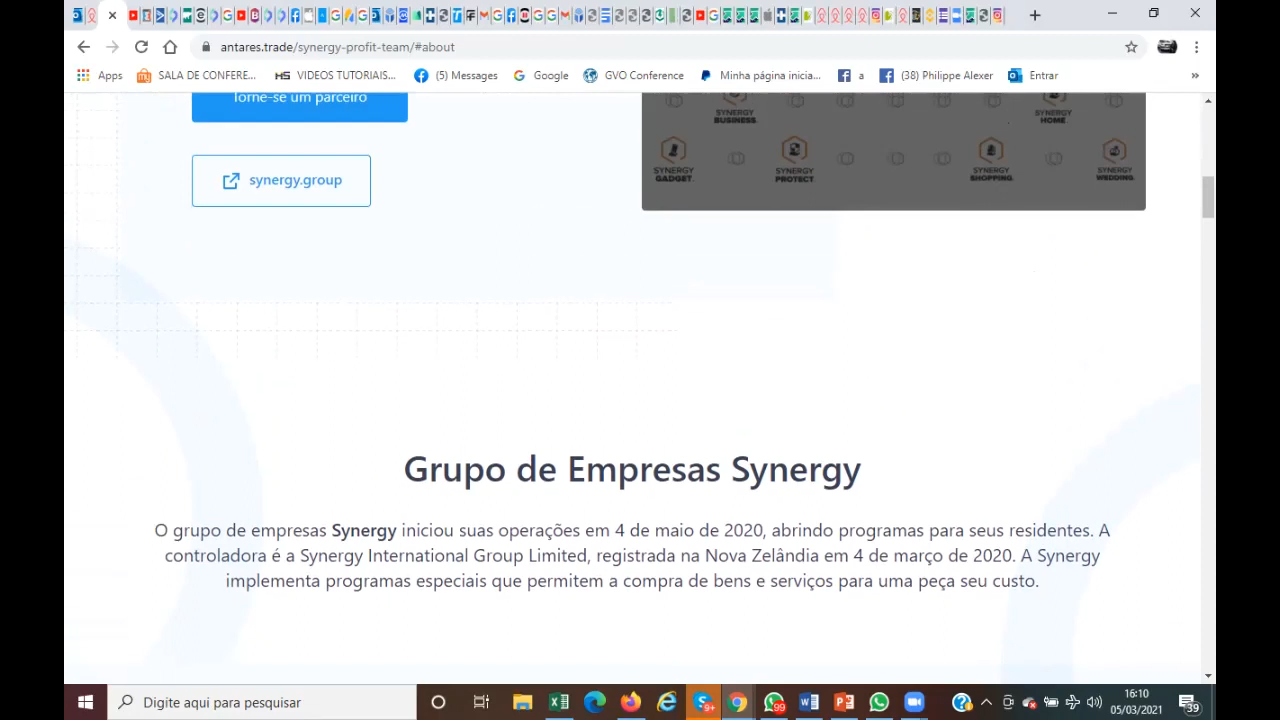 antares.trade/synergy-profit-team/#about
Apps
SALA DE CONFERE...
VIDEOS TUTORIAIS...
(5) Messages
Google
GVO Conference
Minha página inicia...
a
(38) Philippe Alexer
Entrar
»
Torne-se um parceiro
synergy.group
SYNERGY BUSINESS.
SYNERGY HOME.
SYNERGY GADGET.
SYNERGY PROTECT.
SYNERGY SHOPPING.
SYNERGY WEDDING.
Grupo de Empresas Synergy
O grupo de empresas Synergy iniciou suas operações em 4 de maio de 2020, abrindo programas para seus residentes. A
controladora é a Synergy International Group Limited, registrada na Nova Zelândia em 4 de março de 2020. A Synergy
implementa programas especiais que permitem a compra de bens e serviços para uma peça seu custo.
Digite aqui para pesquisar
9+
99
16:10
05/03/2021
39